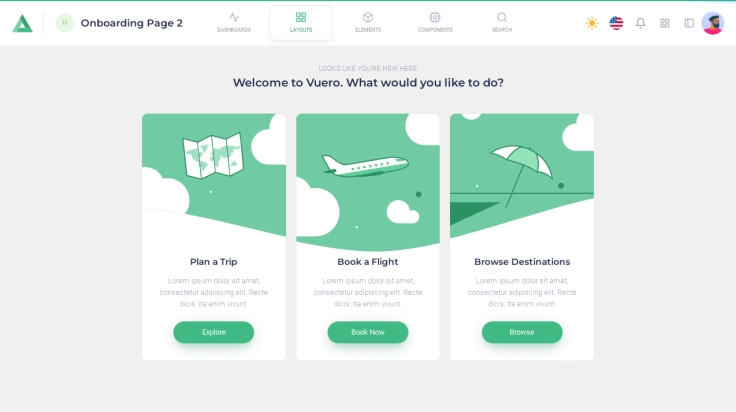 H
Onboarding Page 2
DASHBOARDS
LAYOUTS
ELEMENTS
COMPONENTS
SEARCH
LOOKS LIKE YOU'RE NEW HERE
Welcome to Vuero. What would you like to do?
Plan a Trip
Lorem ipsum dolor sit amet,
consectetur adipiscing elit. Recte
dicis; Ita enim vivunt.
Explore
Book a Flight
Lorem ipsum dolor sit amet,
consectetur adipiscing elit. Recte
dicis; Ita enim vivunt.
Book Now
Browse Destinations
Lorem ipsum dolor sit amet,
consectetur adipiscing elit. Recte
dicis; Ita enim vivunt.
Browse